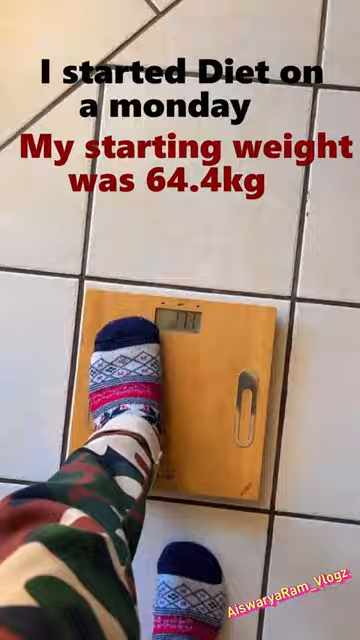 I started Diet on
a monday
My starting weight
was 64.4kg
AiswaryaRam_Vlogz